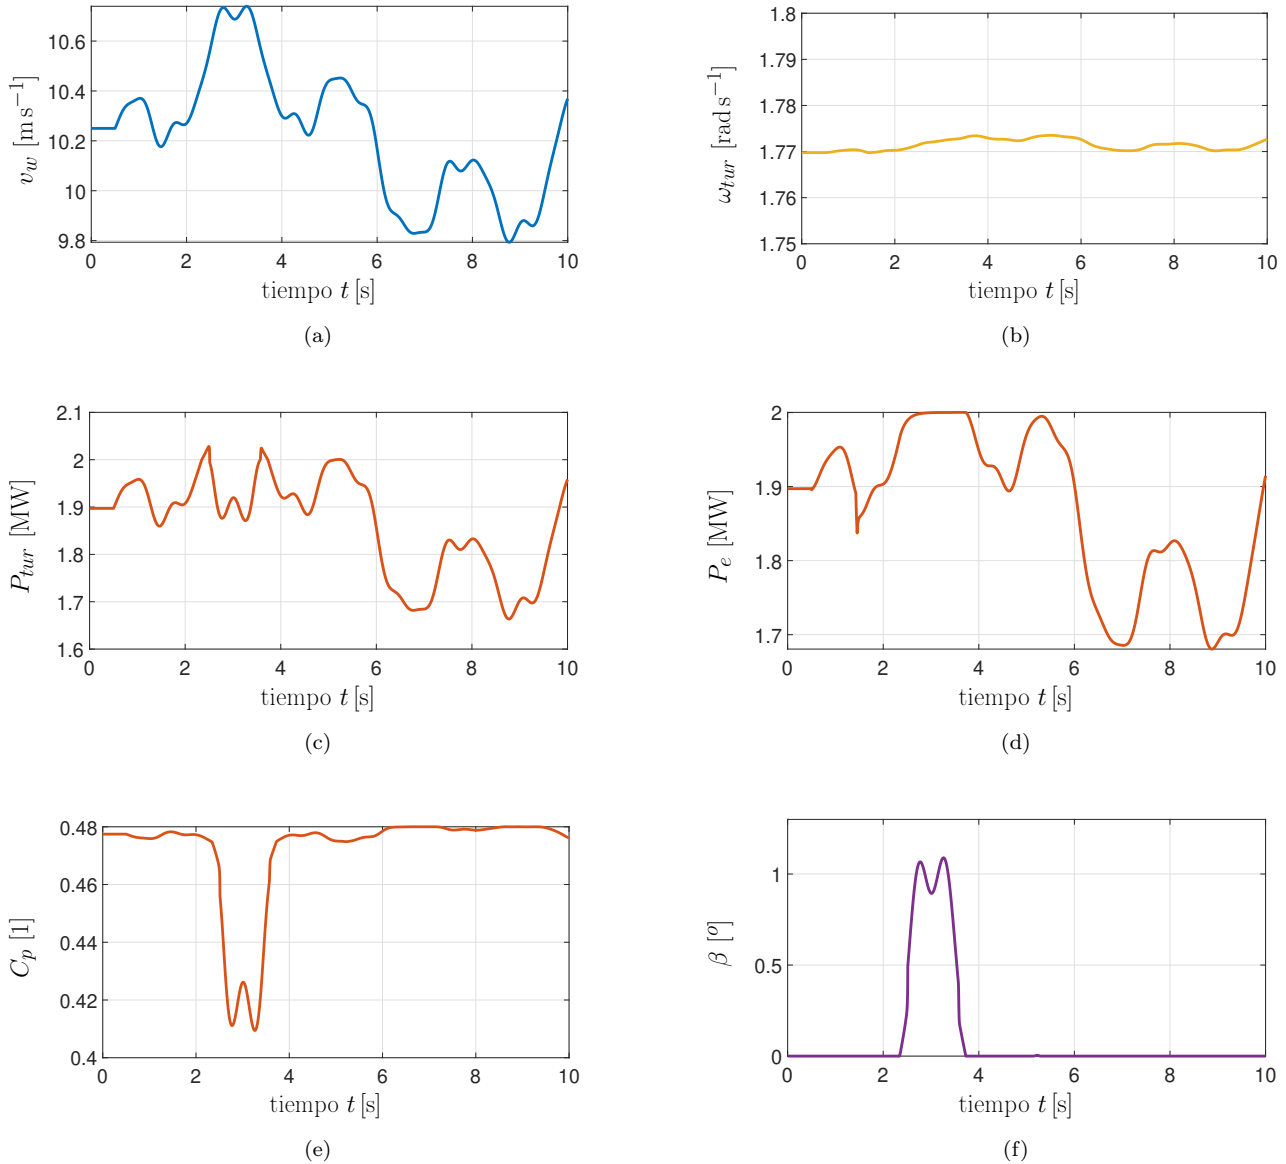 v_w [m s⁻¹]
10.6
10.4
10.2
10
9.8
0 2 4 6 8 10
tiempo t [s]
(a)
ω_tur [rad s⁻¹]
1.8
1.79
1.78
1.77
1.76
1.75
0 2 4 6 8 10
tiempo t [s]
(b)
P_tur [MW]
2.1
2
1.9
1.8
1.7
1.6
0 2 4 6 8 10
tiempo t [s]
(c)
P_e [MW]
2
1.9
1.8
1.7
0 2 4 6 8 10
tiempo t [s]
(d)
C_p [1]
0.48
0.46
0.44
0.42
0.4
0 2 4 6 8 10
tiempo t [s]
(e)
β [º]
1
0.5
0
0 2 4 6 8 10
tiempo t [s]
(f)